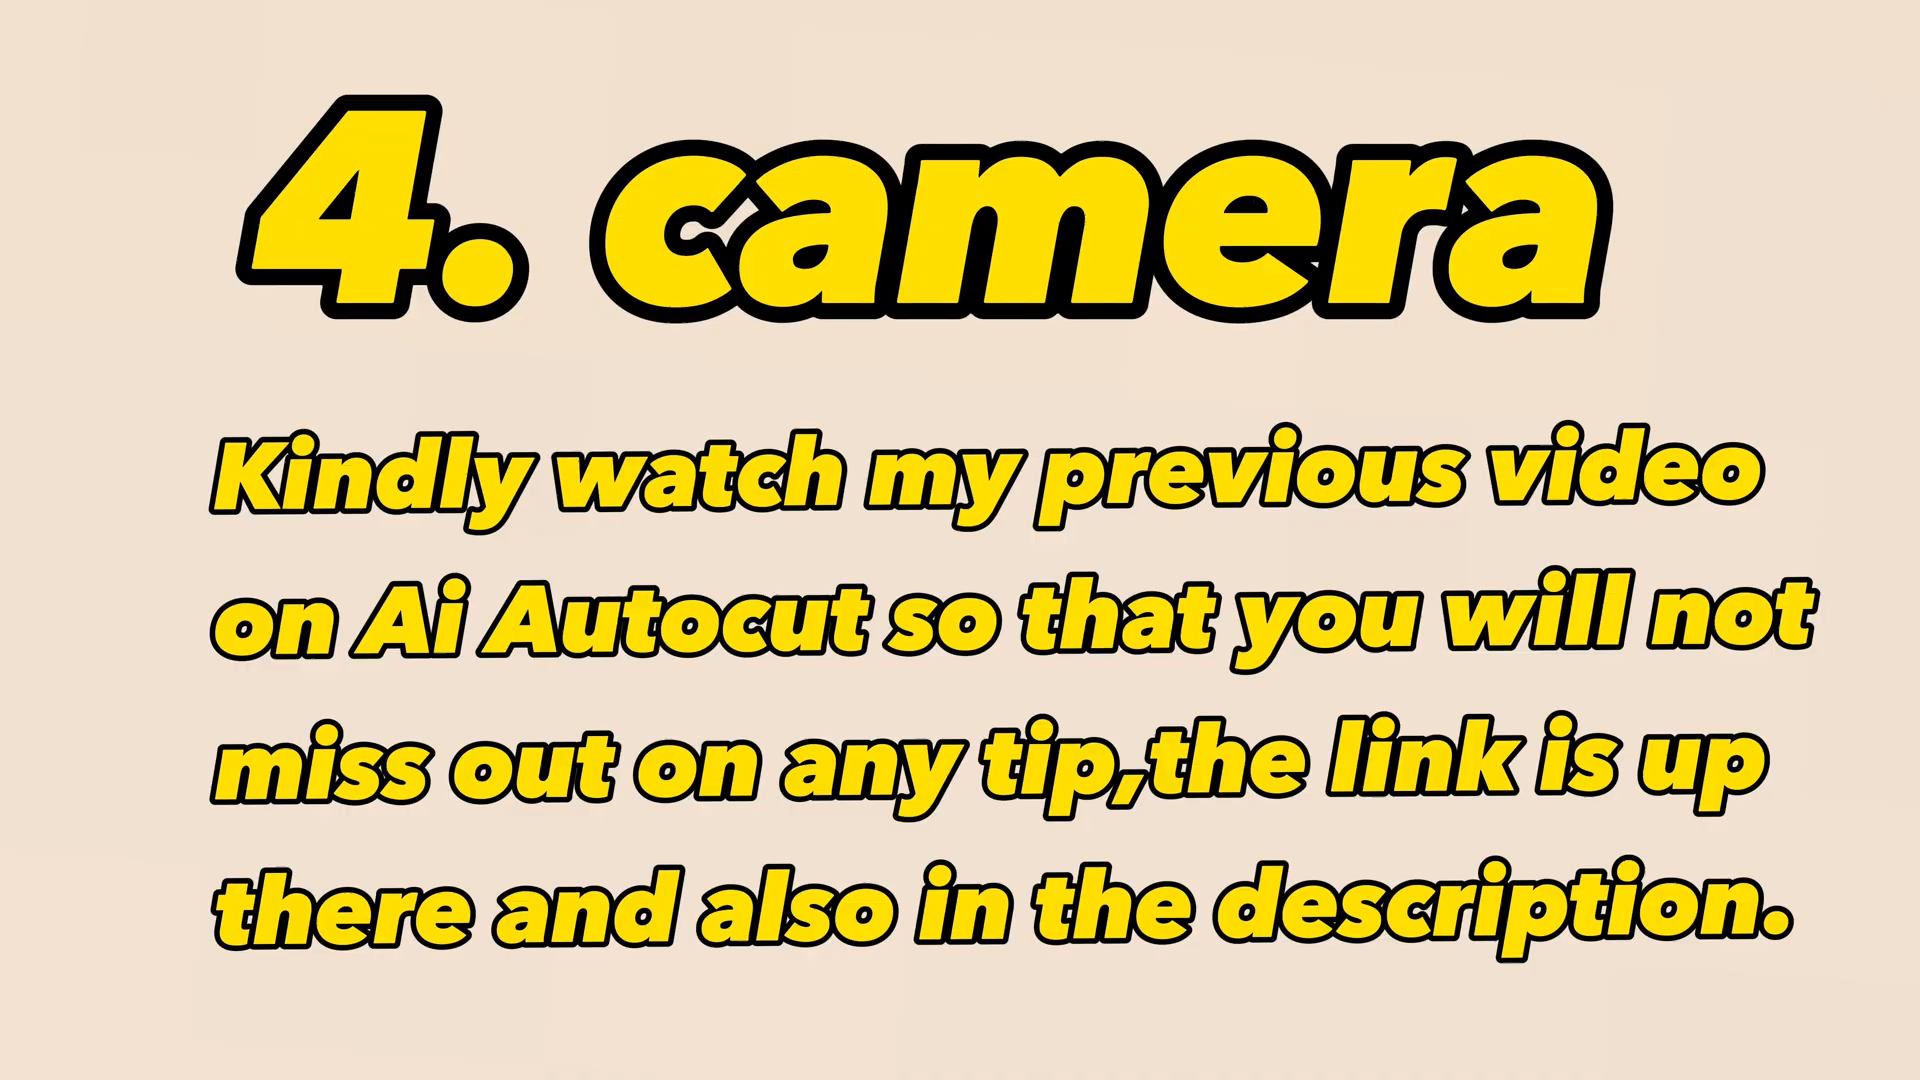 4. camera
Kindly watch my previous video
on Ai Autocut so that you will not
miss out on any tip,the link is up
there and also in the description.